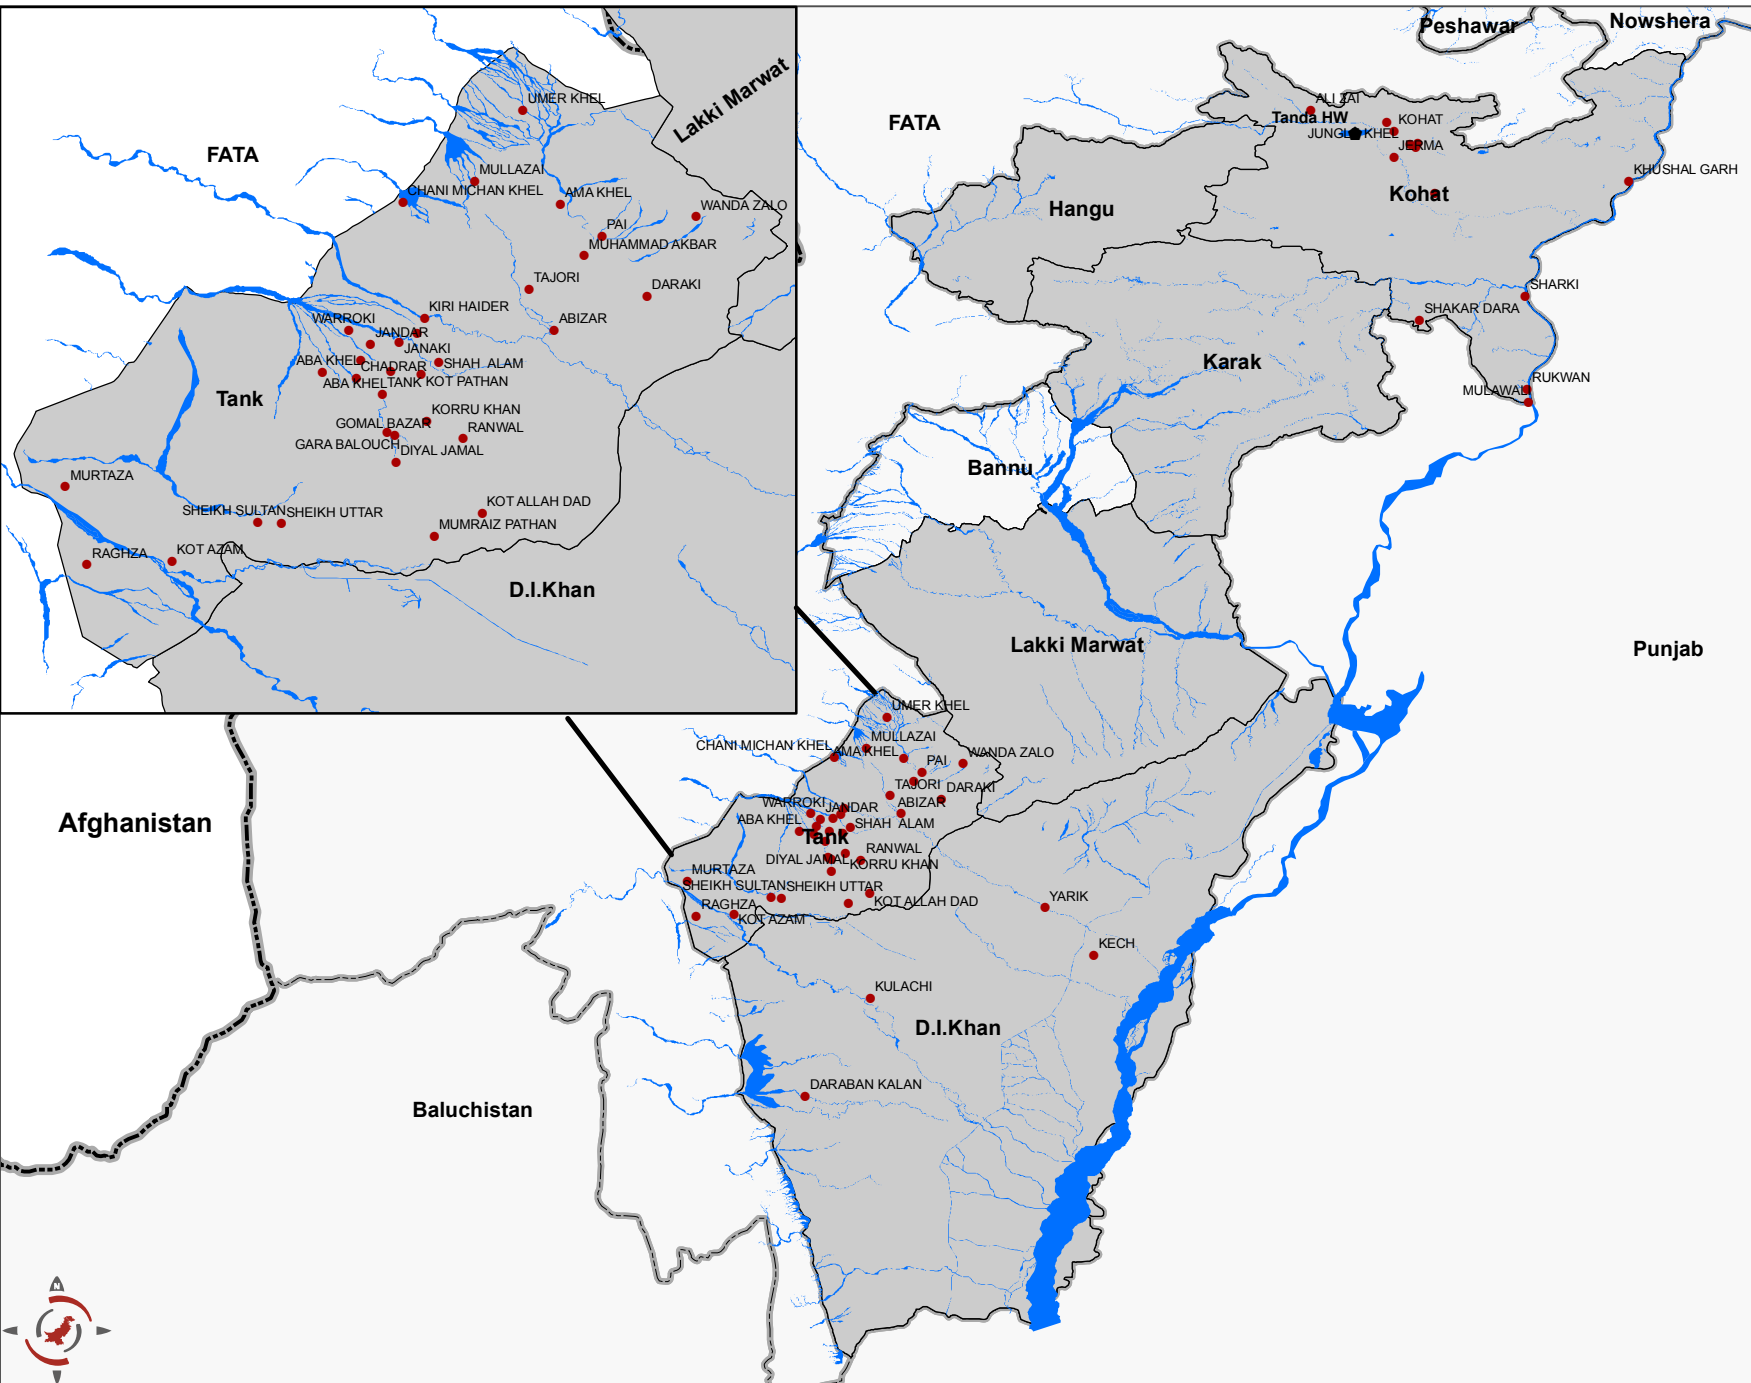 Peshawar
Nowshera
Lakki Marwat
UMER KHEL
FATA
MULLAZAI
CHANI MICHAN KHEL
AMA KHEL
WANDA ZALO
PAI
MUHAMMAD AKBAR
TAJORI
DARAKI
KIRI HAIDER
WARROKI
JANDAR
ABIZAR
JANAKI
ABA KHEL
CHADRAR
SHAH ALAM
ABA KHEL
TANK
KOT PATHAN
Tank
KORRU KHAN
GOMAL BAZAR
RANWAL
GARA BALOUCH
DIYAL JAMAL
MURTAZA
KOT ALLAH DAD
SHEIKH SULTAN
SHEIKH UTTAR
MUMRAIZ PATHAN
RAGHZA
KOT AZAM
D.I.Khan
FATA
ALI ZAI
Tanda HW
KOHAT
JUNGLE KHEL
JERMA
KHUSHAL GARH
Kohat
Hangu
SHARKI
SHAKAR DARA
Karak
RUKWAN
MULAWALI
Bannu
Lakki Marwat
Punjab
UMER KHEL
MULLAZAI
CHANI MICHAN KHEL
AMA KHEL
WANDA ZALO
PAI
TAJORI
DARAKI
WARROKI
JANDAR
ABIZAR
ABA KHEL
SHAH ALAM
Tank
RANWAL
DIYAL JAMAL
KORRU KHAN
MURTAZA
SHEIKH SULTAN
SHEIKH UTTAR
RAGHZA
KOT ALLAH DAD
KOT AZAM
YARIK
KECH
KULACHI
D.I.Khan
DARABAN KALAN
Afghanistan
Baluchistan
N